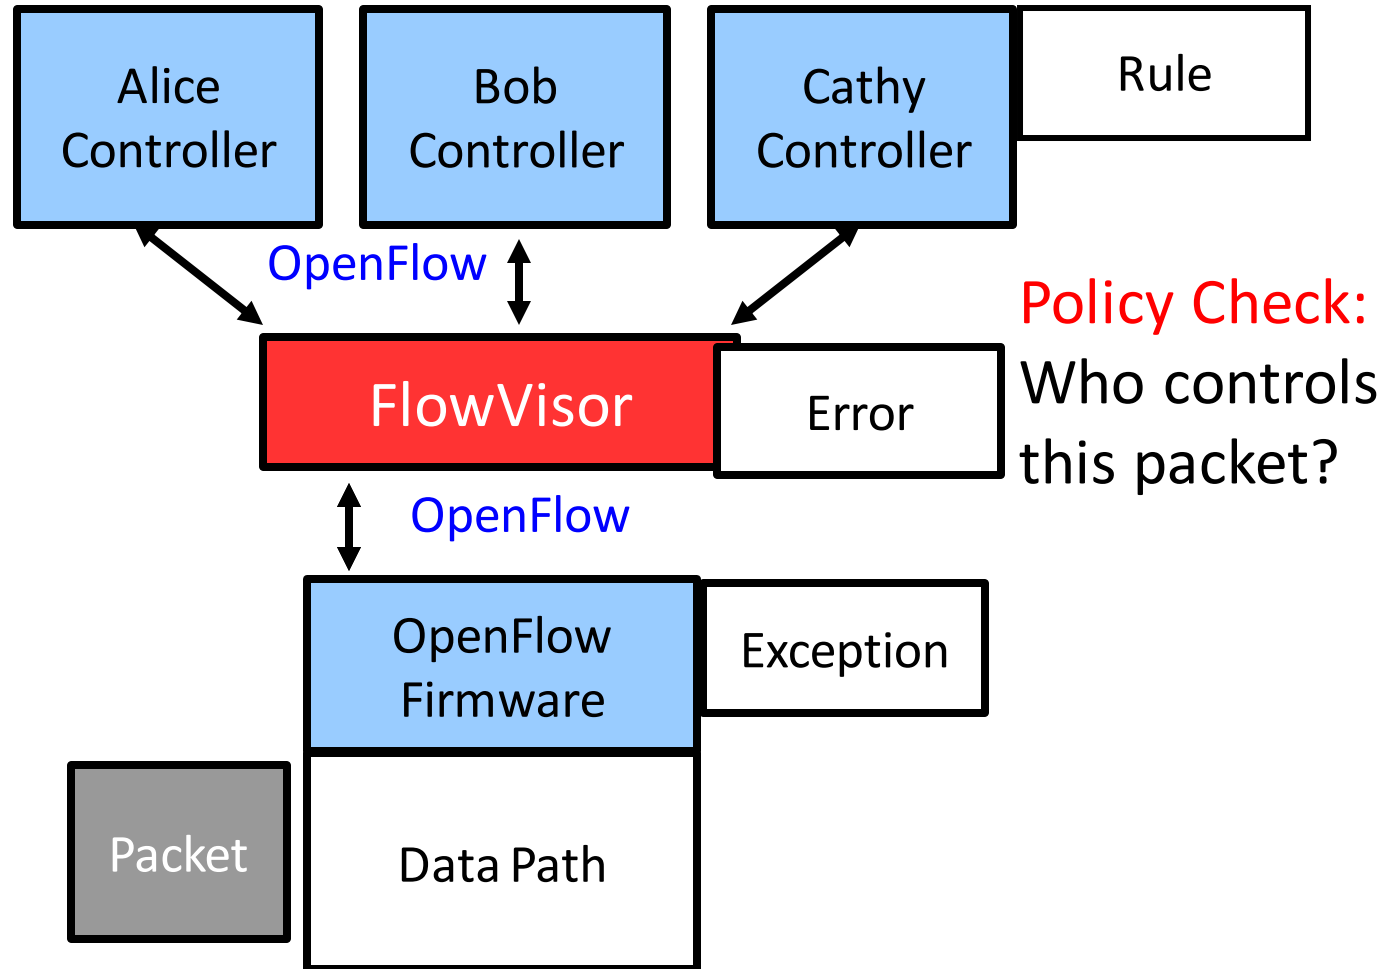 Alice
Controller
Bob
Controller
Cathy
Controller
Rule
OpenFlow
FlowVisor
Error
Policy Check:
Who controls
this packet?
OpenFlow
OpenFlow
Firmware
Exception
Packet
Data Path